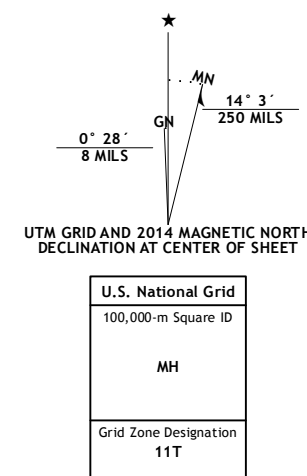 ★
MN
GN
14° 3´
250 MILS
0° 28´
8 MILS
UTM GRID AND 2014 MAGNETIC NORTH
DECLINATION AT CENTER OF SHEET
U.S. National Grid
100,000-m Square ID
MH
Grid Zone Designation
11T